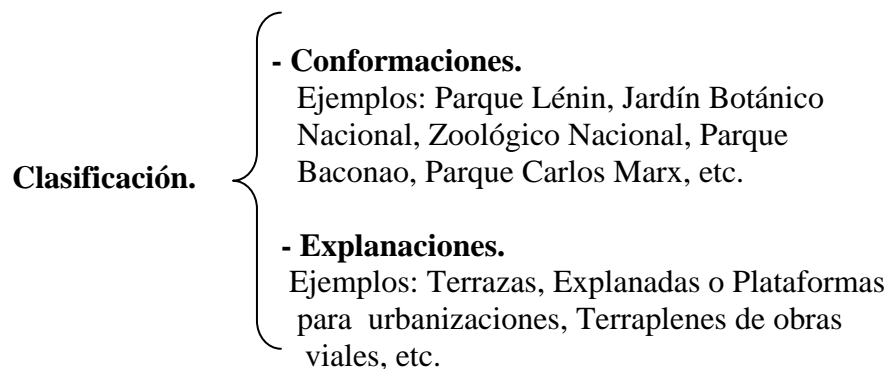 - Conformaciones.
Ejemplos: Parque Lénin, Jardín Botánico
Nacional, Zoológico Nacional, Parque
Baconao, Parque Carlos Marx, etc.
Clasificación.
- Explanaciones.
Ejemplos: Terrazas, Explanadas o Plataformas
para urbanizaciones, Terraplenes de obras
viales, etc.